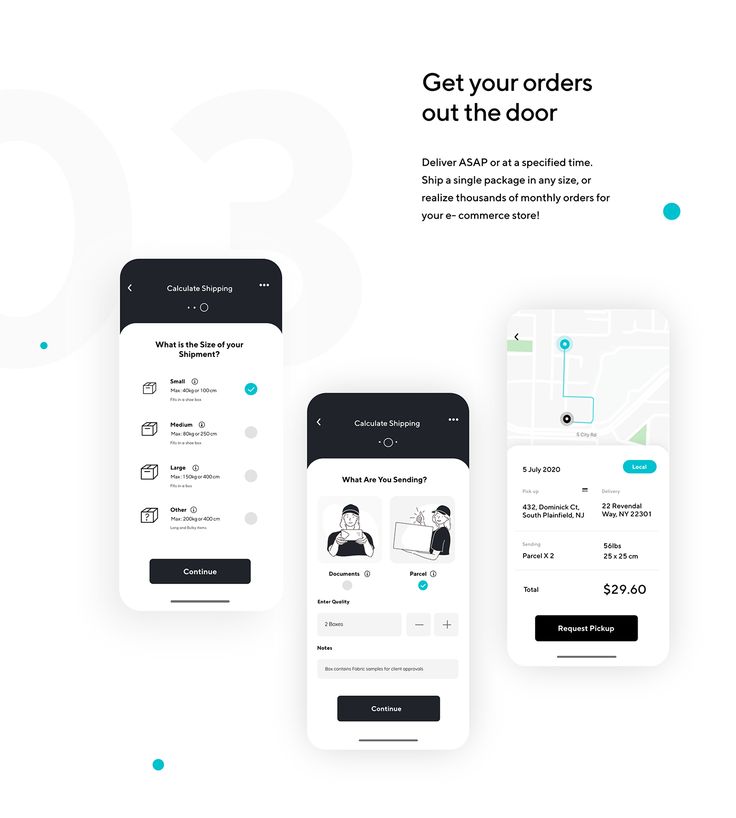 03
Get your orders
out the door
Deliver ASAP or at a specified time.
Ship a single package in any size, or
realize thousands of monthly orders for
your e- commerce store!
Calculate Shipping
What is the Size of your
Shipment?
Small
Max : 40kg or 100 cm
Fits in a shoe box
Medium
Max : 80kg or 250 cm
Fits in a shoe box
Large
Max : 150kg or 400 cm
Fits in a box
Other
Max : 200kg or 400 cm
Long and Bulky items
Continue
Calculate Shipping
What Are You Sending?
Documents
Parcel
Enter Quality
2 Boxes
Notes
Box contains Fabric samples for client approvals
Continue
S City Rd
5 July 2020
Local
Pick up
432, Dominick Ct,
South Plainfield, NJ
Delivery
22 Revendal
Way, NY 22301
Sending
Parcel X 2
56lbs
25 x 25 cm
Total
$29.60
Request Pickup